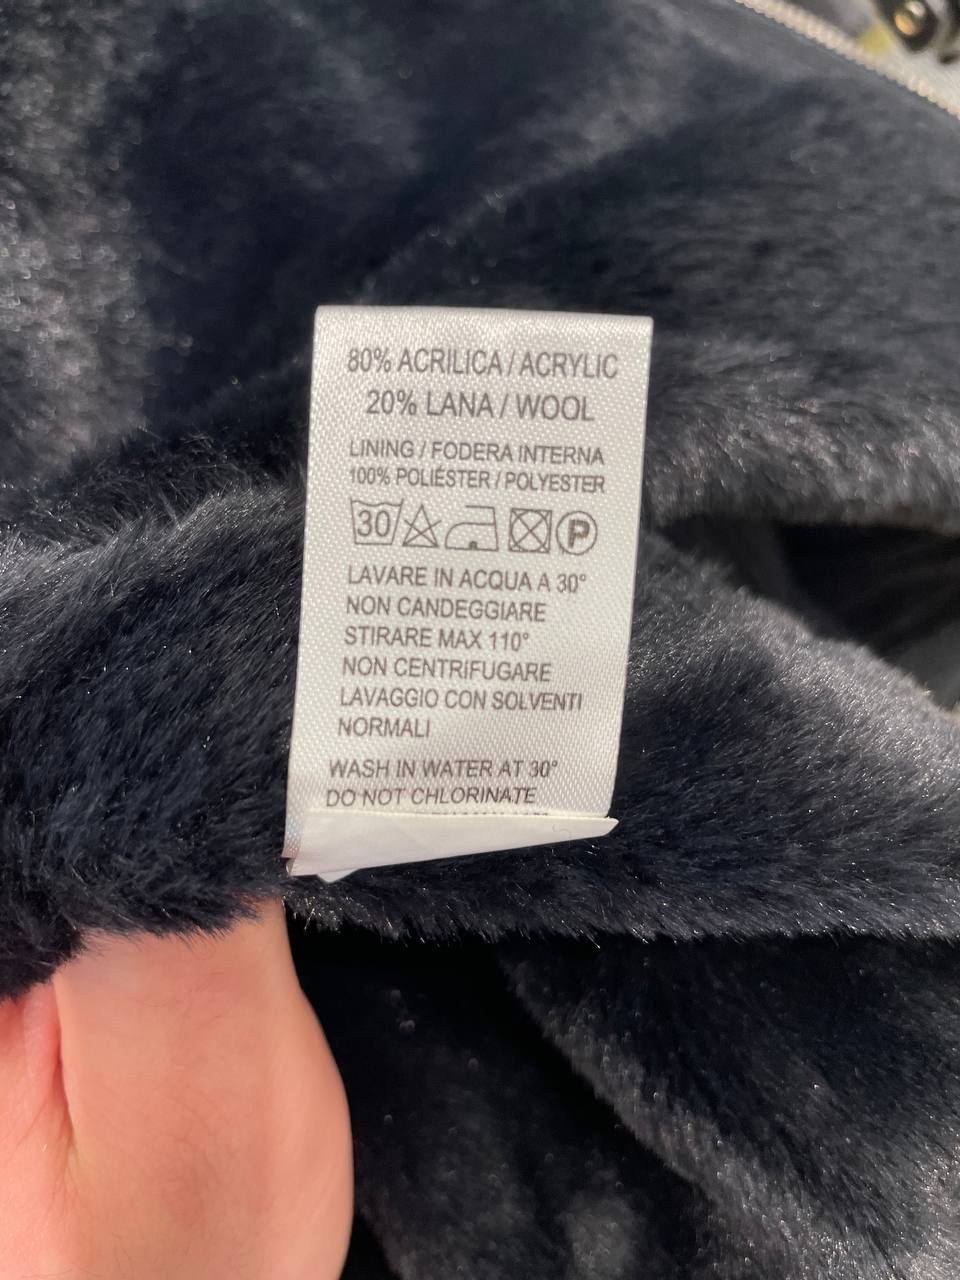 80% ACRILICA / ACRYLIC
20% LANA / WOOL
LINING / FODERA INTERNA
100% POLIÉSTER / POLYESTER
30 P
LAVARE IN ACQUA A 30°
NON CANDEGGIARE
STIRARE MAX 110°
NON CENTRIFUGARE
LAVAGGIO CON SOLVENTI
NORMALI
WASH IN WATER AT 30°
DO NOT CHLORINATE